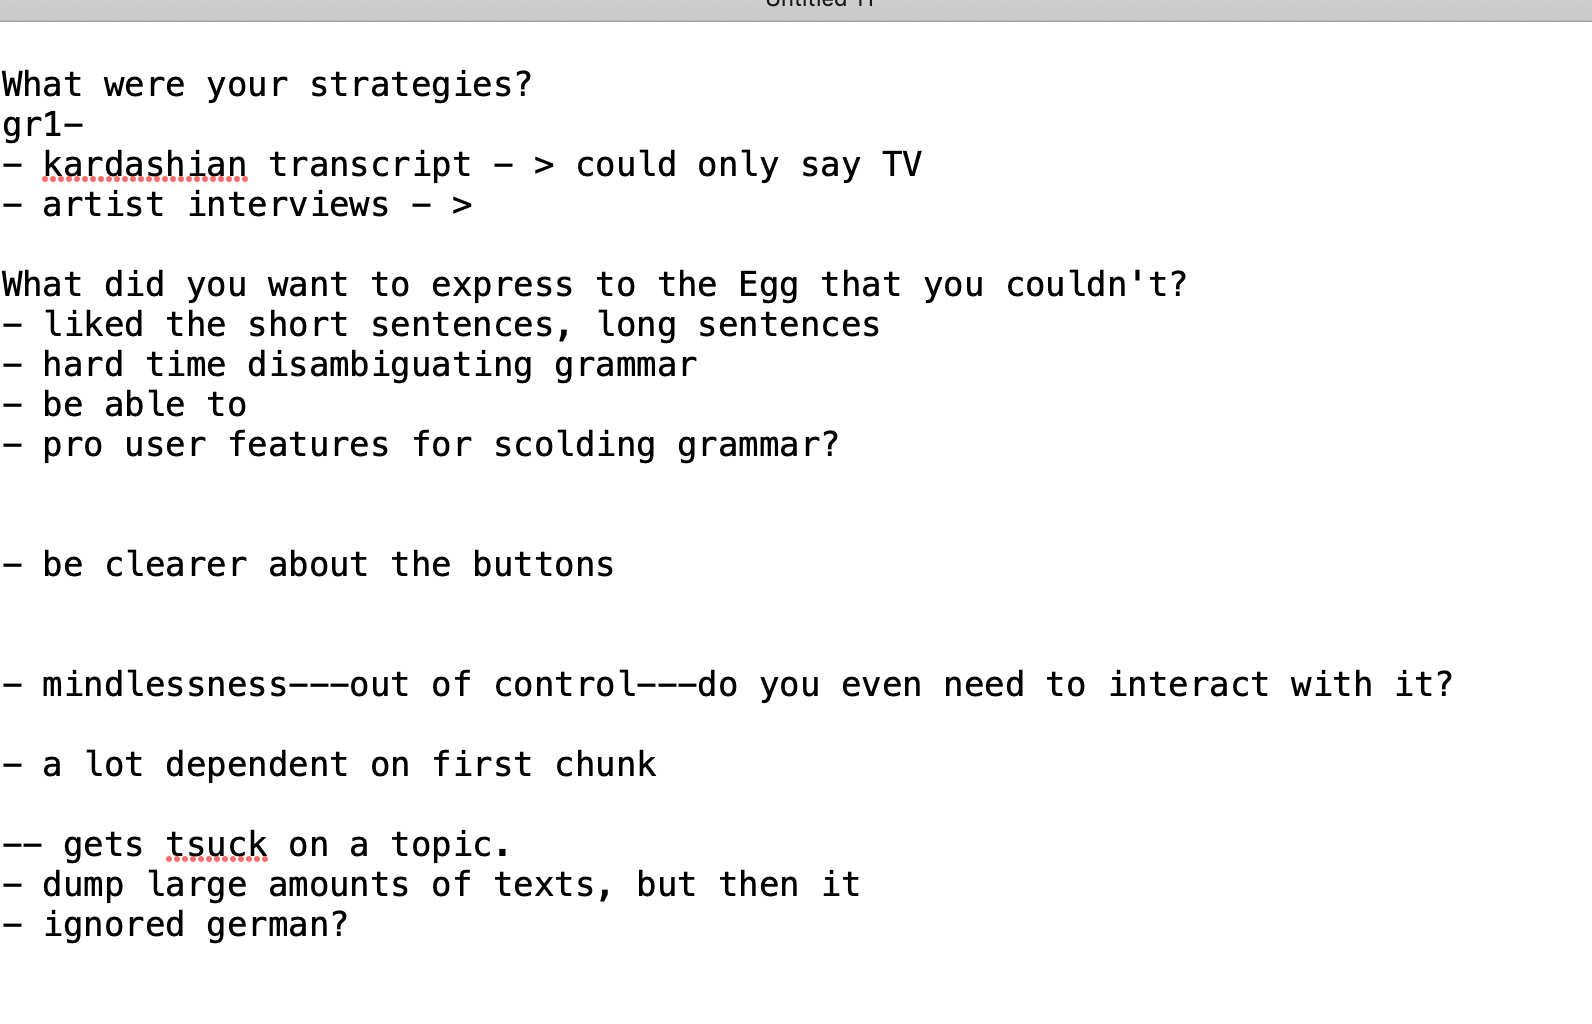 What were your strategies?
gr1-
- kardashian transcript - > could only say TV
- artist interviews - >
What did you want to express to the Egg that you couldn't?
- liked the short sentences, long sentences
- hard time disambiguating grammar
- be able to
- pro user features for scolding grammar?
- be clearer about the buttons
- mindlessness---out of control---do you even need to interact with it?
- a lot dependent on first chunk
-- gets tsuck on a topic.
- dump large amounts of texts, but then it
- ignored german?